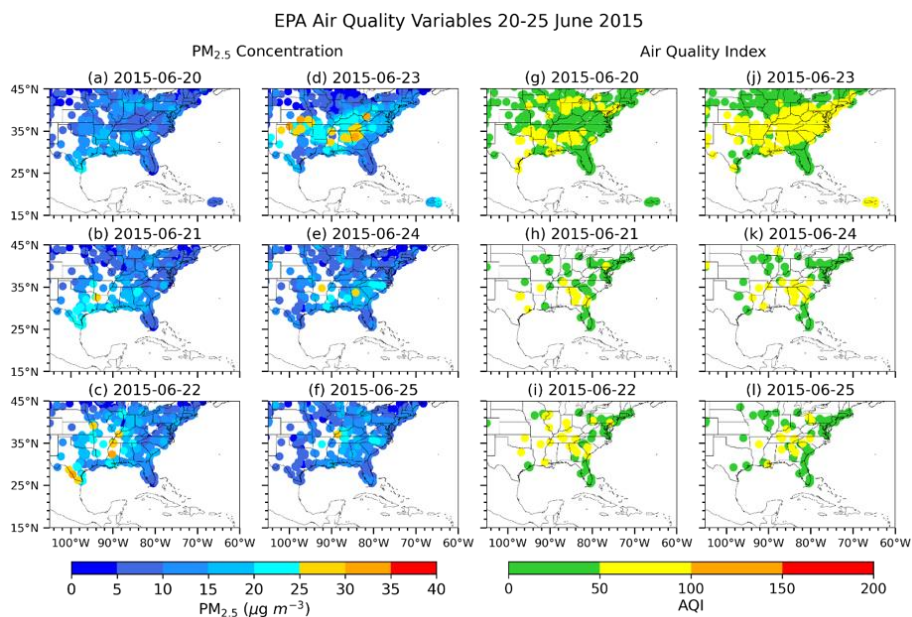 EPA Air Quality Variables 20-25 June 2015
PM2.5 Concentration
Air Quality Index
(a) 2015-06-20
(d) 2015-06-23
(g) 2015-06-20
(j) 2015-06-23
45°N
35°N
25°N
15°N
(b) 2015-06-21
(e) 2015-06-24
(h) 2015-06-21
(k) 2015-06-24
45°N
35°N
25°N
15°N
(c) 2015-06-22
(f) 2015-06-25
(i) 2015-06-22
(l) 2015-06-25
45°N
35°N
25°N
15°N
100°W 90°W 80°W 70°W 60°W
100°W 90°W 80°W 70°W 60°W
100°W 90°W 80°W 70°W 60°W
100°W 90°W 80°W 70°W 60°W
0 5 10 15 20 25 30 35 40
PM2.5 (μg m−3)
0 50 100 150 200
AQI